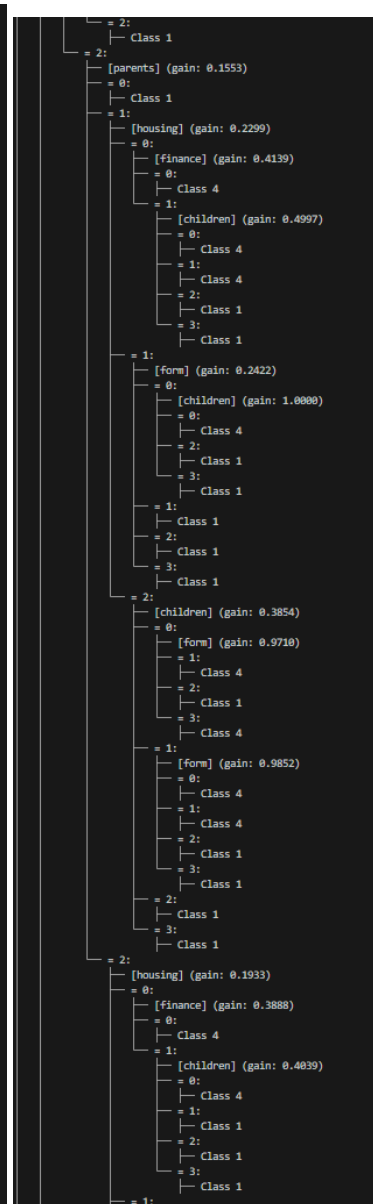 = 2:
Class 1
= 2:
[parents] (gain: 0.1553)
= 0:
Class 1
= 1:
[housing] (gain: 0.2299)
= 0:
[finance] (gain: 0.4139)
= 0:
Class 4
= 1:
[children] (gain: 0.4997)
= 0:
Class 4
= 1:
Class 4
= 2:
Class 1
= 3:
Class 1
= 1:
[form] (gain: 0.2422)
= 0:
[children] (gain: 1.0000)
= 0:
Class 4
= 2:
Class 1
= 3:
Class 1
= 1:
Class 1
= 2:
Class 1
= 3:
Class 1
= 2:
[children] (gain: 0.3854)
= 0:
[form] (gain: 0.9710)
= 1:
Class 4
= 2:
Class 1
= 3:
Class 4
= 1:
[form] (gain: 0.9852)
= 0:
Class 4
= 1:
Class 4
= 2:
Class 1
= 3:
Class 1
= 2:
Class 1
= 3:
Class 1
= 2:
[housing] (gain: 0.1933)
= 0:
[finance] (gain: 0.3888)
= 0:
Class 4
= 1:
[children] (gain: 0.4039)
= 0:
Class 4
= 1:
Class 1
= 2:
Class 1
= 3:
Class 1
= 1: